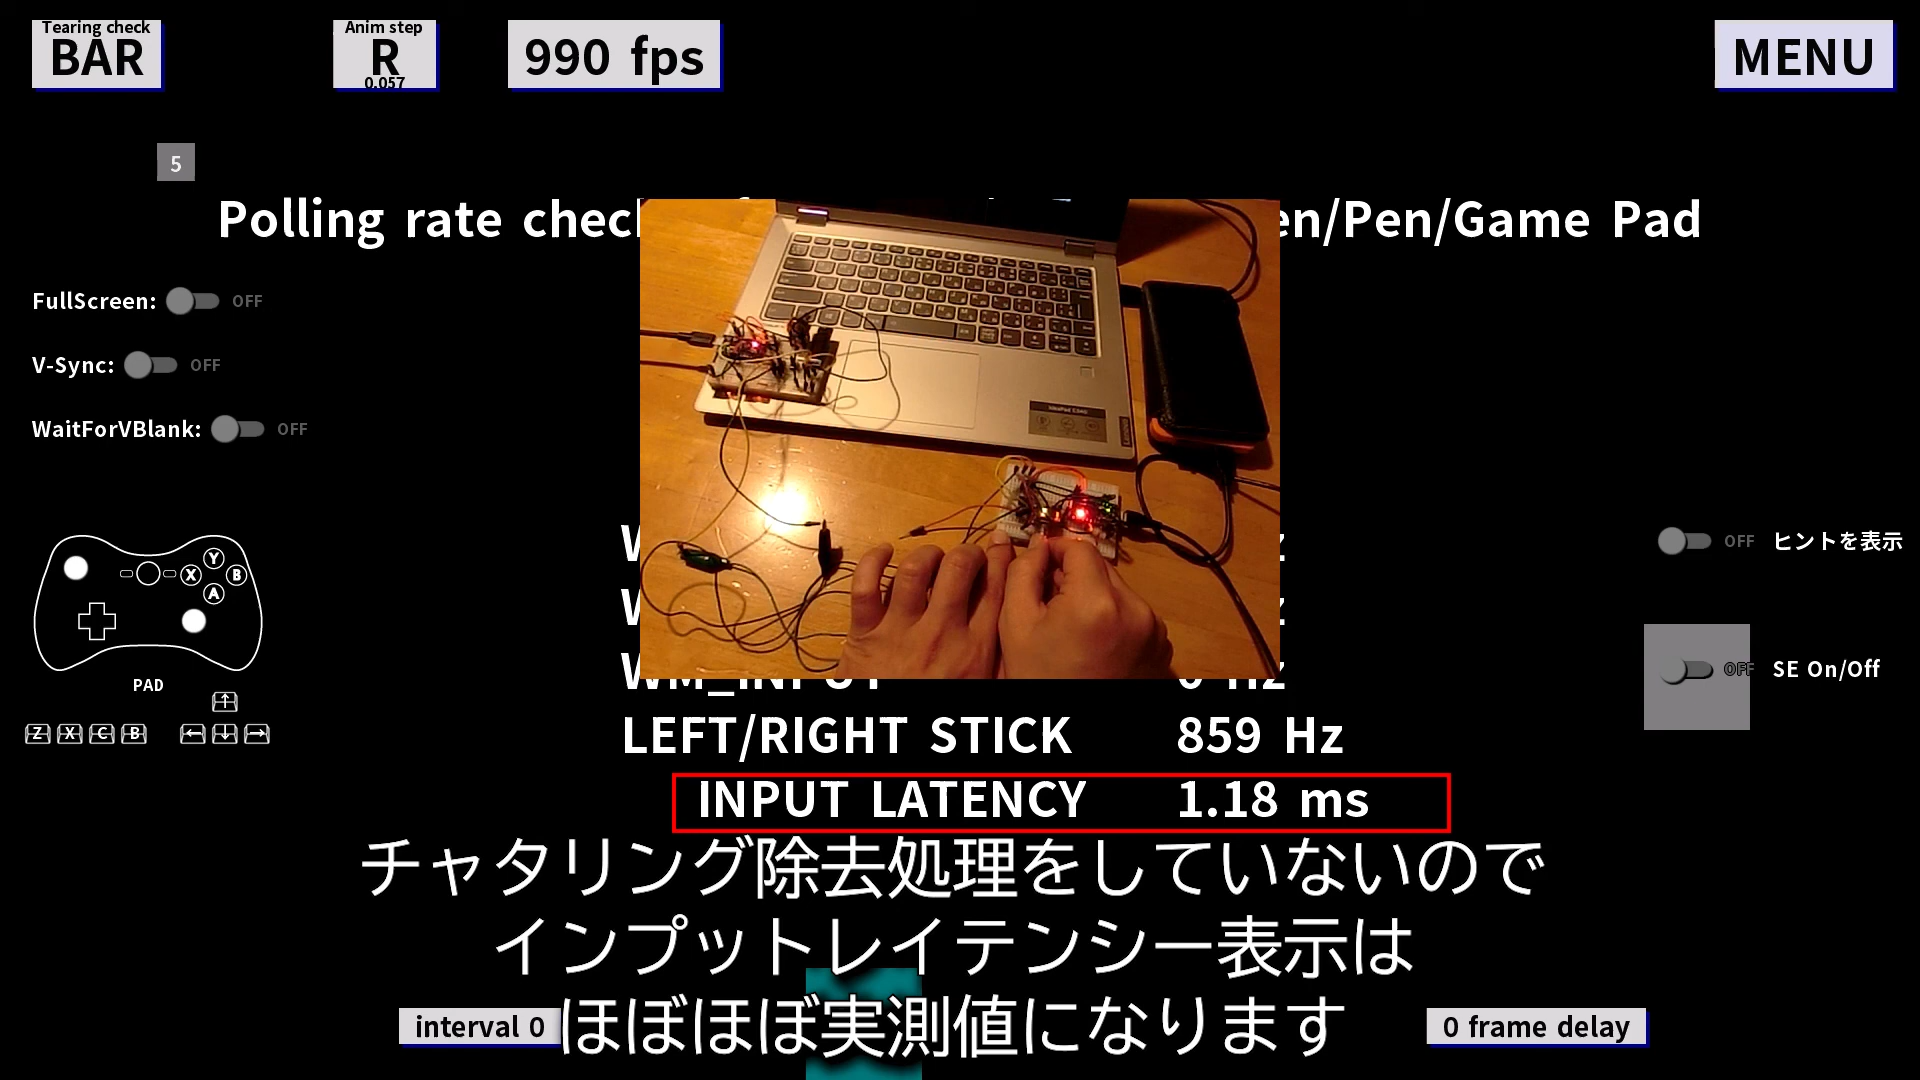 Tearing check
BAR
Anim step
R
0.057
990 fps
MENU
5
Polling rate chec
en/Pen/Game Pad
FullScreen: OFF
V-Sync: OFF
WaitForVBlank: OFF
Y
X
B
A
PAD
Z X C B
OFF ヒントを表示
OFF SE On/Off
WM_INPUT 0 Hz
LEFT/RIGHT STICK 859 Hz
INPUT LATENCY 1.18 ms
チャタリング除去処理をしていないので
インプットレイテンシー表示は
ほぼほぼ実測値になります
interval 0
0 frame delay